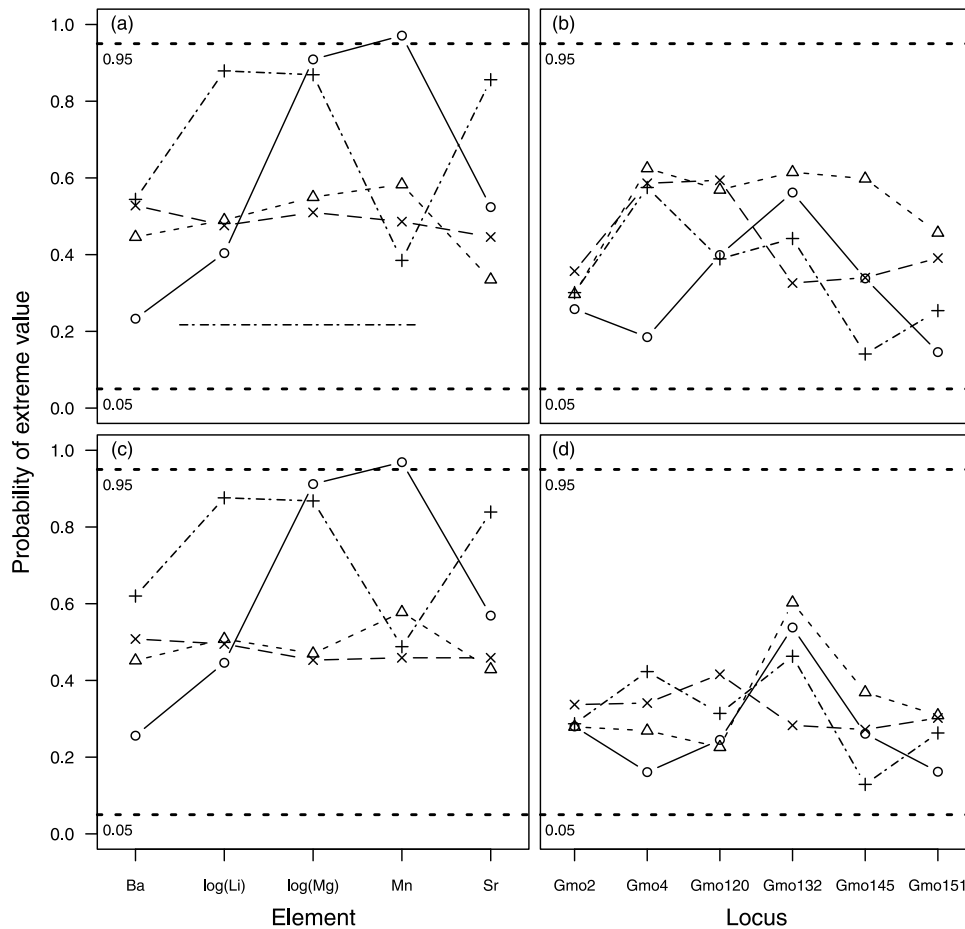 Probability of extreme value
(a)
1.0
0.8
0.6
0.4
0.2
0.0
0.95
0.05
(b)
0.95
0.05
(c)
1.0
0.8
0.6
0.4
0.2
0.0
0.95
0.05
(d)
0.95
0.05
Ba log(Li) log(Mg) Mn Sr
Element
Gmo2 Gmo4 Gmo120 Gmo132 Gmo145 Gmo151
Locus